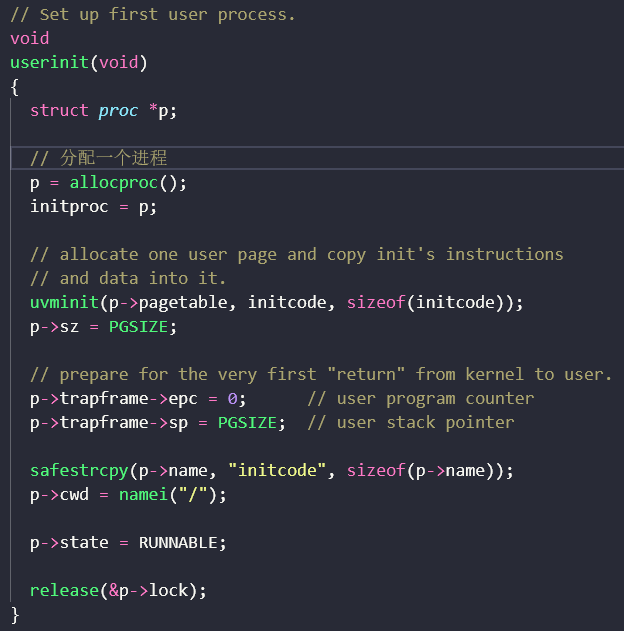 // Set up first user process.
void
userinit(void)
{
  struct proc *p;

  // 分配一个进程
  p = allocproc();
  initproc = p;

  // allocate one user page and copy init's instructions
  // and data into it.
  uvminit(p->pagetable, initcode, sizeof(initcode));
  p->sz = PGSIZE;

  // prepare for the very first "return" from kernel to user.
  p->trapframe->epc = 0;      // user program counter
  p->trapframe->sp = PGSIZE;  // user stack pointer

  safestrcpy(p->name, "initcode", sizeof(p->name));
  p->cwd = namei("/");

  p->state = RUNNABLE;

  release(&p->lock);
}